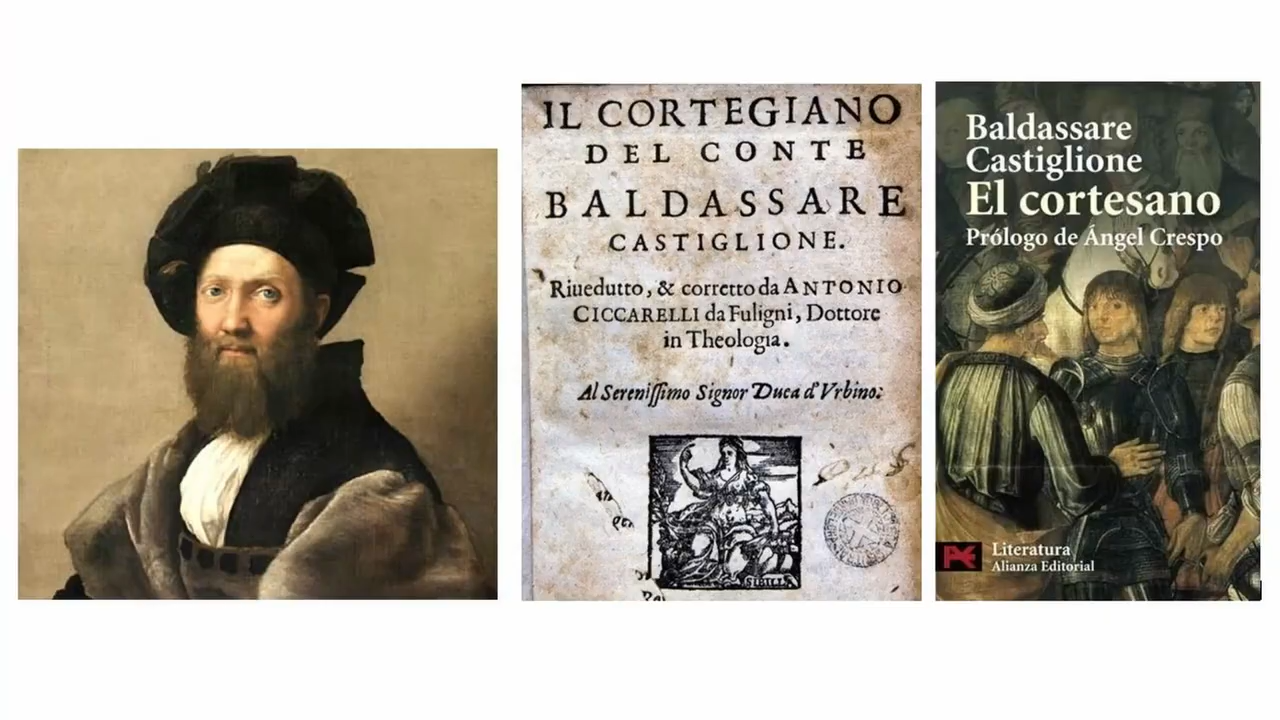 IL CORTEGIANO
DEL CONTE
BALDASSARE
CASTIGLIONE.
Riuedutto, & corretto da ANTONIO
CICCARELLI da Fuligni, Dottore
in Theologia.
Al Sereniſſimo Signor Duca d'Vrbino:
SIBILLA
Baldassare
Castiglione
El cortesano
Prólogo de Ángel Crespo
Literatura
Alianza Editorial